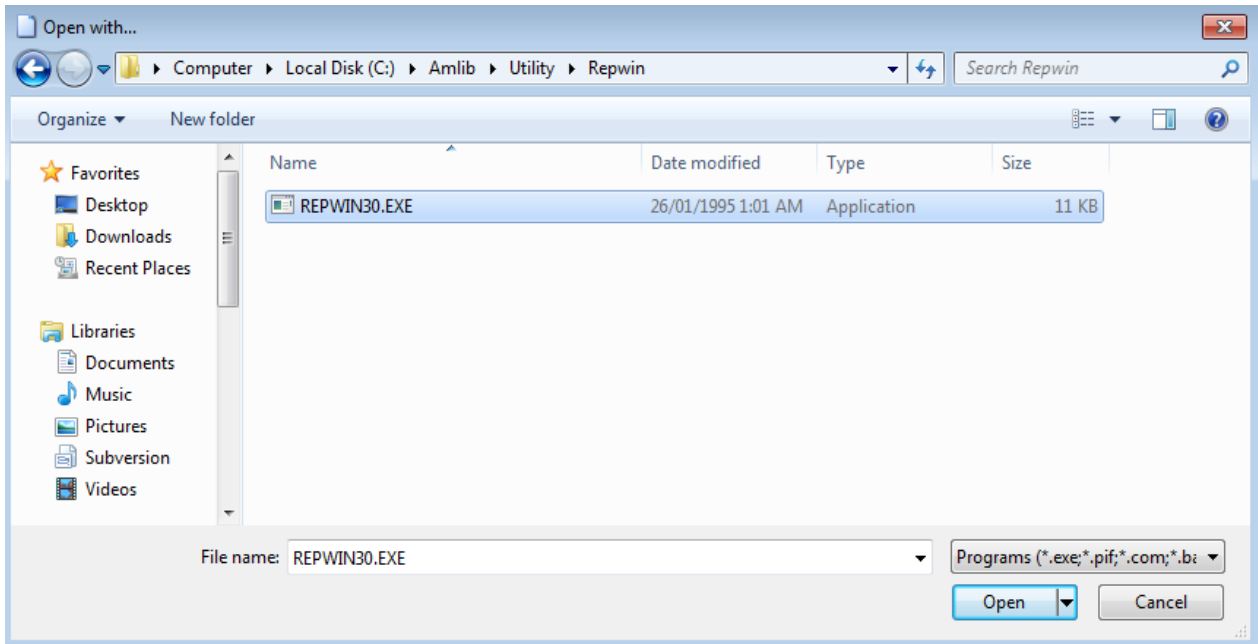 Open with...
Computer Local Disk (C:) Amlib Utility Repwin Search Repwin
Organize New folder
Name Date modified Type Size
REPWIN30.EXE 26/01/1995 1:01 AM Application 11 KB
Favorites
Desktop
Downloads
Recent Places
Libraries
Documents
Music
Pictures
Subversion
Videos
File name: REPWIN30.EXE Programs (*.exe;*.pif;*.com;*.ba
Open Cancel